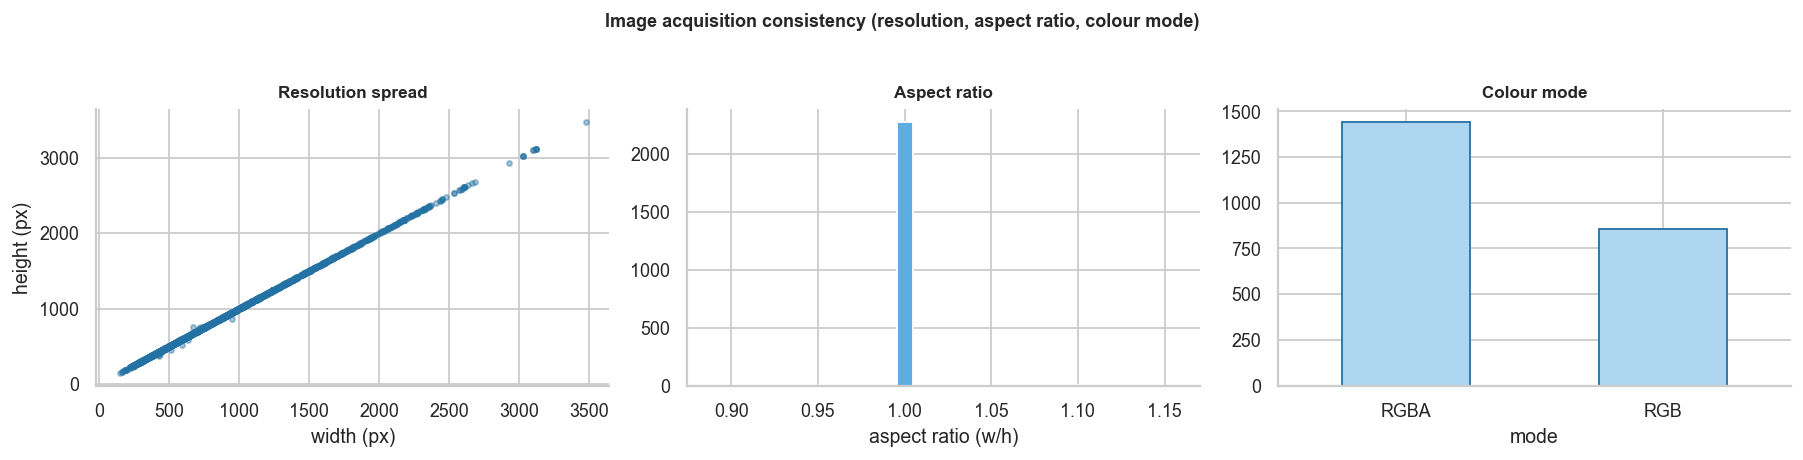 Image acquisition consistency (resolution, aspect ratio, colour mode)
Resolution spread
height (px)
3000
2000
1000
0
0 500 1000 1500 2000 2500 3000 3500
width (px)
Aspect ratio
2000
1500
1000
500
0
0.90 0.95 1.00 1.05 1.10 1.15
aspect ratio (w/h)
Colour mode
1500
1250
1000
750
500
250
0
RGBA RGB
mode